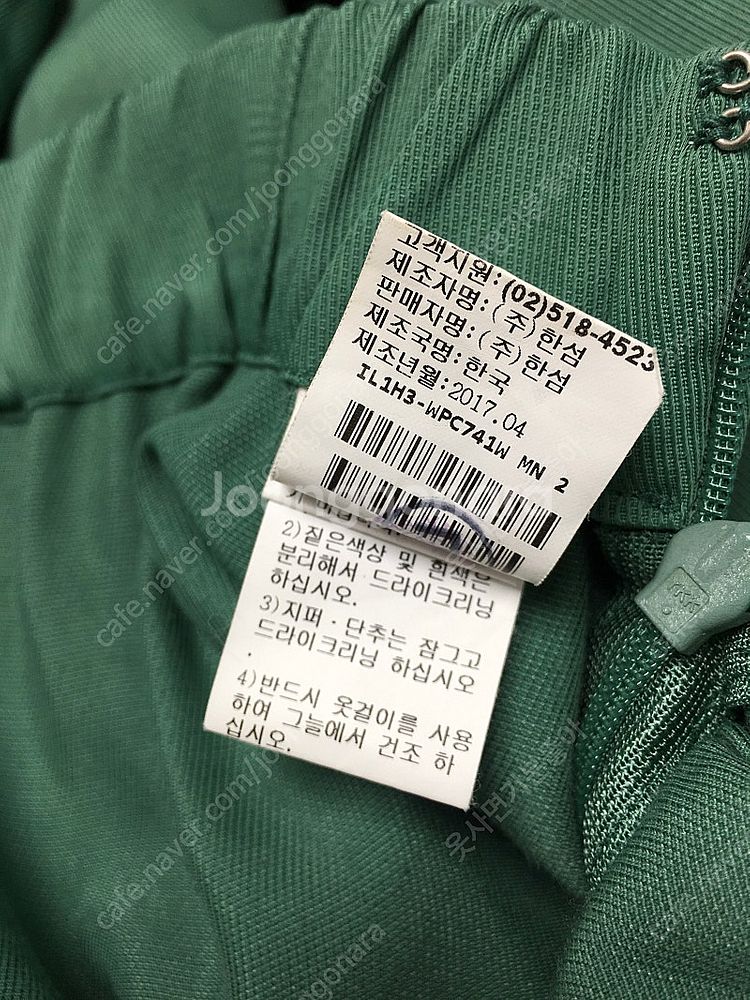 고객지원:(02)518-4523
제조자명:(주)한섬
판매자명:(주)한섬
제조국명:한국
제조년월:2017.04
IL1H3-WPC741W MN 2
2)짙은색상 및 흰색은
분리해서 드라이크리닝
하십시오.
3)지퍼·단추는 잠그고
드라이크리닝 하십시오
.
4)반드시 옷걸이를 사용
하여 그늘에서 건조 하
십시오.
YKK
Joonggonara
cafe.naver.com/joonggonara
cafe.naver.com/joonggonara
cafe.naver.com/joonggonara